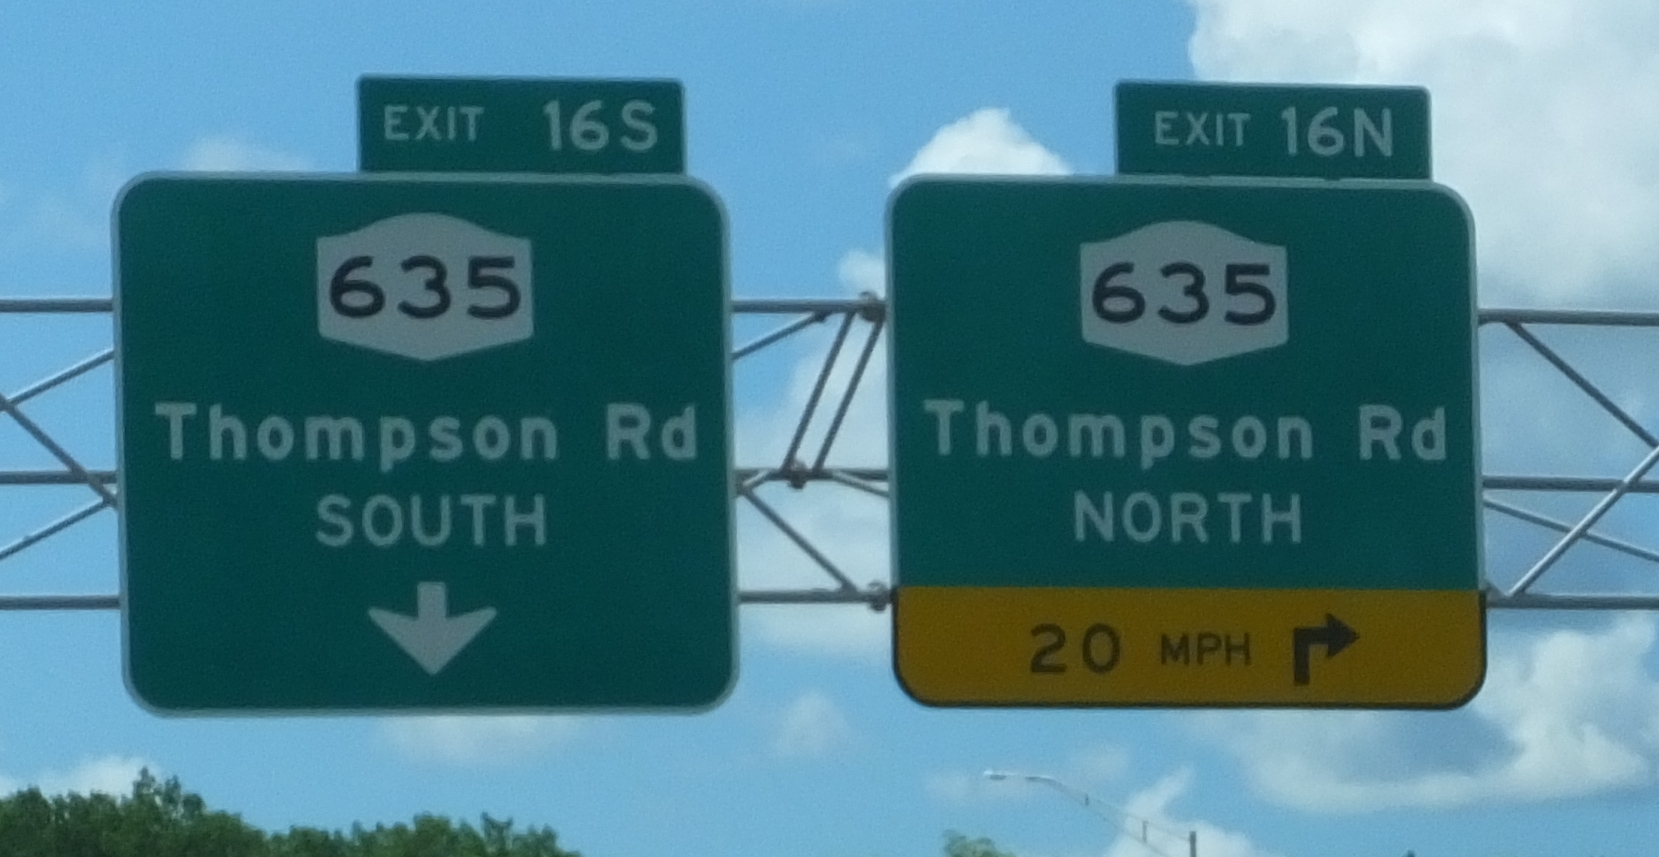 EXIT 16S
635
Thompson Rd
SOUTH
EXIT 16N
635
Thompson Rd
NORTH
20 MPH